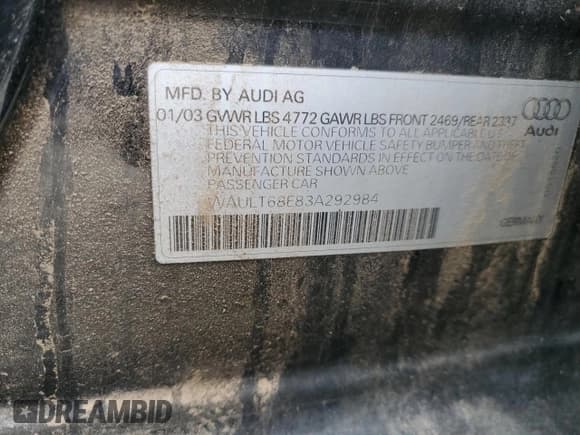 MFD. BY AUDI AG
01/03 GVWR LBS 4772 GAWR LBS FRONT 2469/REAR 2337
THIS VEHICLE CONFORMS TO ALL APPLICABLE U.S.
FEDERAL MOTOR VEHICLE SAFETY BUMPER AND THEFT
PREVENTION STANDARDS IN EFFECT ON THE DATE OF
MANUFACTURE SHOWN ABOVE
PASSENGER CAR
WAULT68E83A292984
Audi
GERMANY
DREAMBID